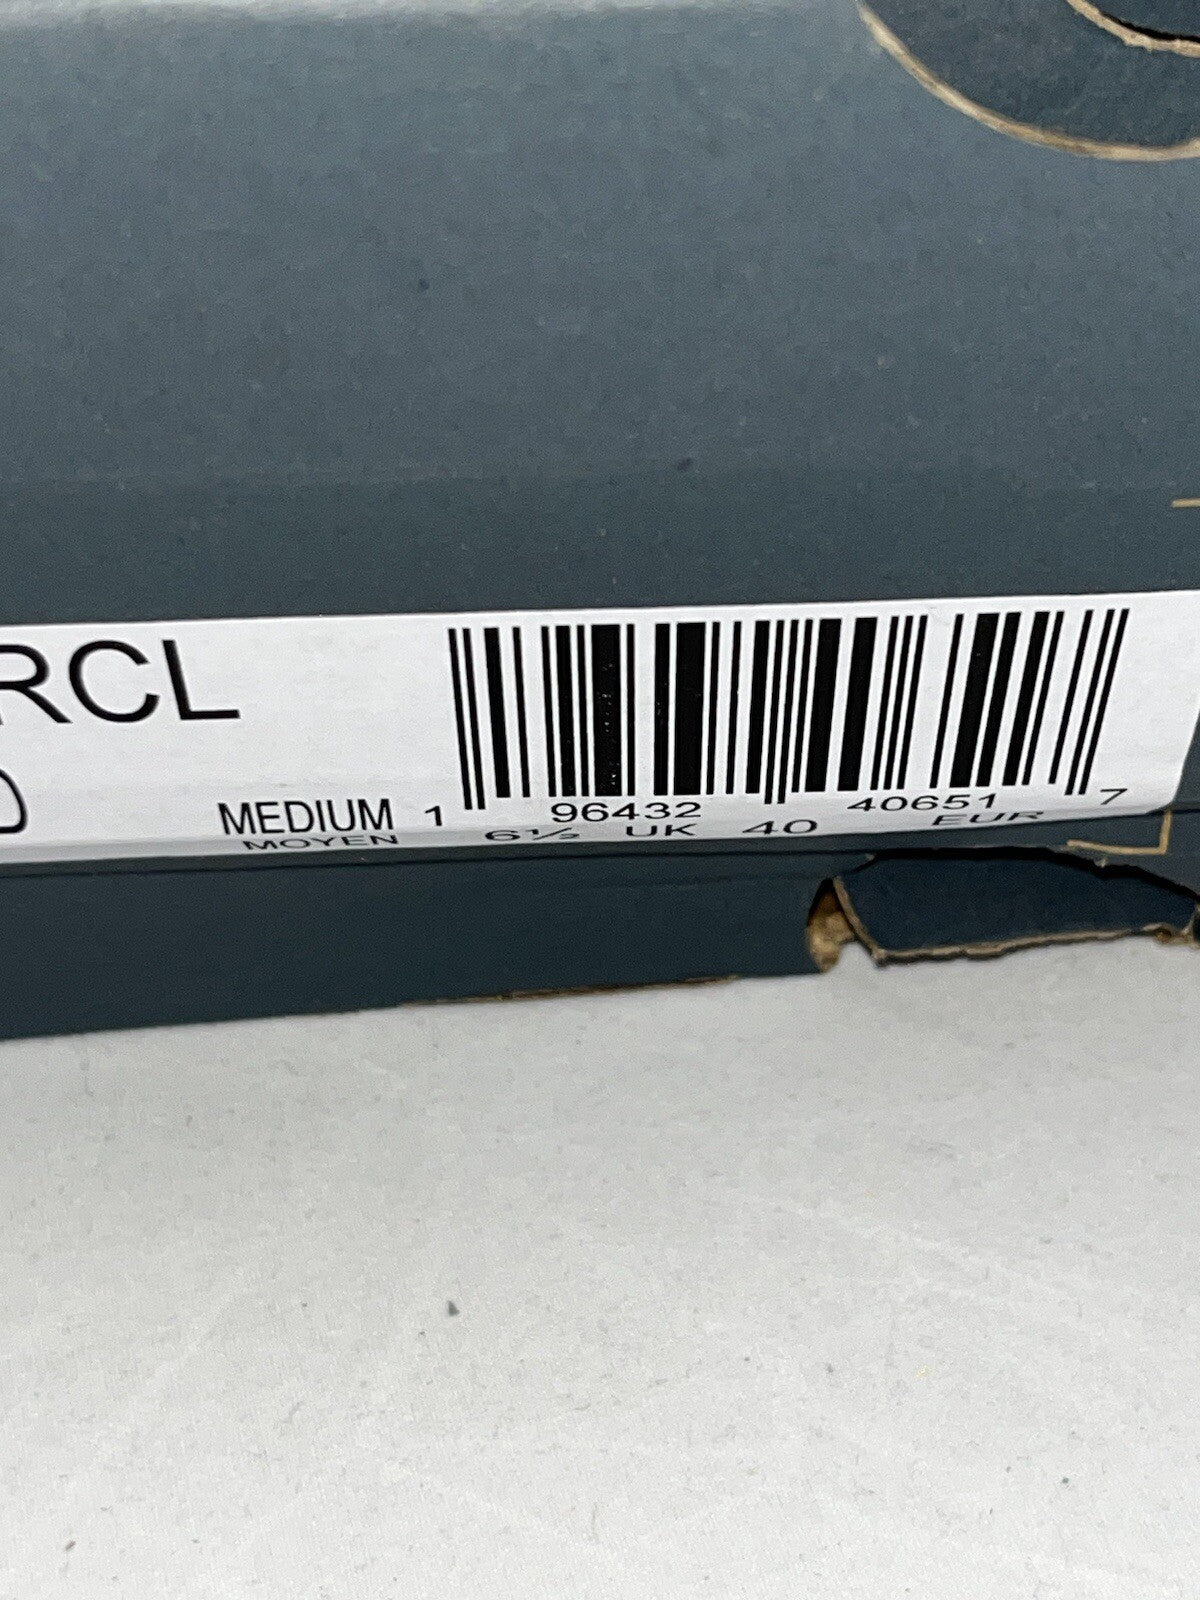 RCL
MEDIUM 1 96432 40651 7
MOYEN 6½ UK 40 EUR